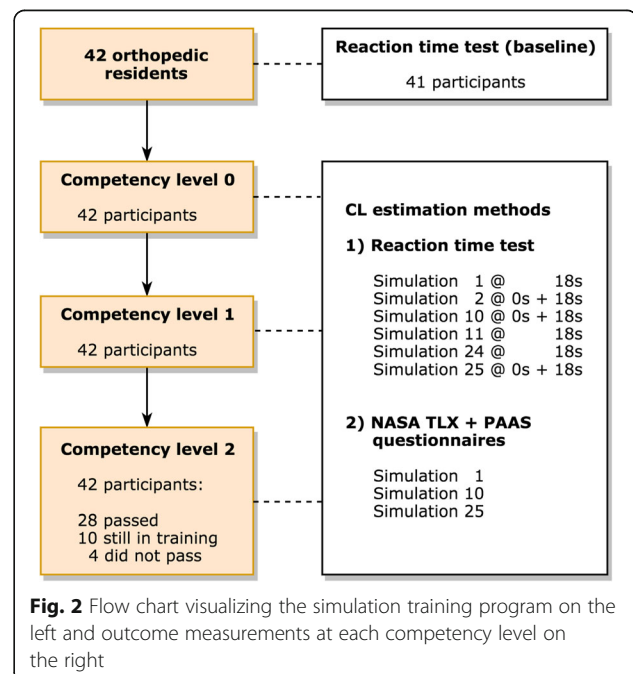 42 orthopedic
residents
Reaction time test (baseline)
41 participants
Competency level 0
42 participants
Competency level 1
42 participants
Competency level 2
42 participants:
28 passed
10 still in training
4 did not pass
CL estimation methods
1) Reaction time test
Simulation 1 @ 18s
Simulation 2 @ 0s + 18s
Simulation 10 @ 0s + 18s
Simulation 11 @ 18s
Simulation 24 @ 18s
Simulation 25 @ 0s + 18s
2) NASA TLX + PAAS
questionnaires
Simulation 1
Simulation 10
Simulation 25
Fig. 2 Flow chart visualizing the simulation training program on the
left and outcome measurements at each competency level on
the right